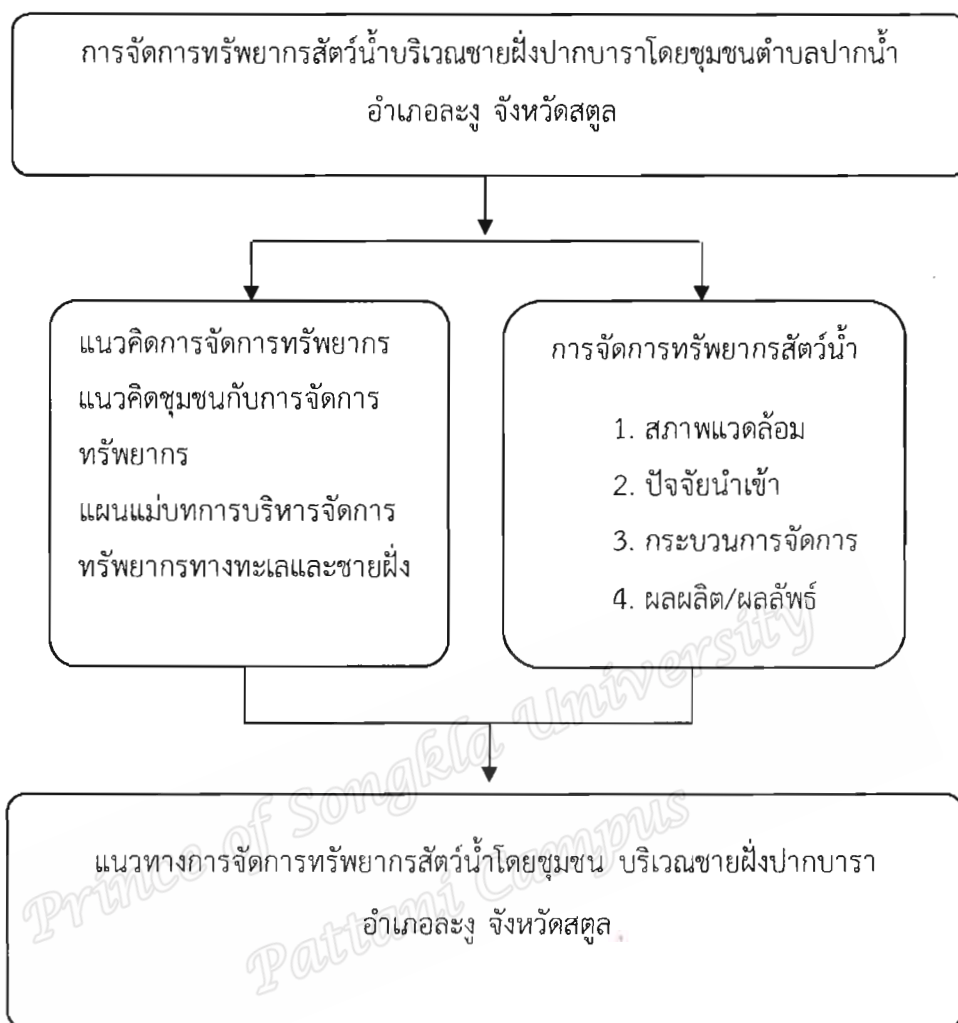 การจัดการทรัพยากรสัตว์น้ำบริเวณชายฝั่งปากบาราโดยชุมชนตำบลปากน้ำ
อำเภอละงู จังหวัดสตูล
แนวคิดการจัดการทรัพยากร
แนวคิดชุมชนกับการจัดการ
ทรัพยากร
แผนแม่บทการบริหารจัดการ
ทรัพยากรทางทะเลและชายฝั่ง
การจัดการทรัพยากรสัตว์น้ำ
1. สภาพแวดล้อม
2. ปัจจัยนำเข้า
3. กระบวนการจัดการ
4. ผลผลิต/ผลลัพธ์
แนวทางการจัดการทรัพยากรสัตว์น้ำโดยชุมชน บริเวณชายฝั่งปากบารา
อำเภอละงู จังหวัดสตูล
Prince of Songkla University
Pattani Campus